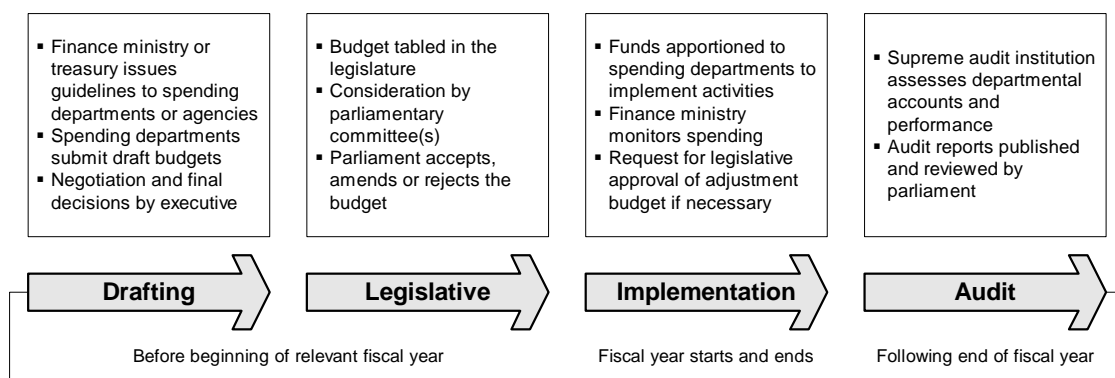 ▪ Finance ministry or
treasury issues
guidelines to spending
departments or agencies
▪ Spending departments
submit draft budgets
▪ Negotiation and final
decisions by executive
▪ Budget tabled in the
legislature
▪ Consideration by
parliamentary
committee(s)
▪ Parliament accepts,
amends or rejects the
budget
▪ Funds apportioned to
spending departments to
implement activities
▪ Finance ministry
monitors spending
▪ Request for legislative
approval of adjustment
budget if necessary
▪ Supreme audit institution
assesses departmental
accounts and
performance
▪ Audit reports published
and reviewed by
parliament
Drafting
Legislative
Implementation
Audit
Before beginning of relevant fiscal year
Fiscal year starts and ends
Following end of fiscal year